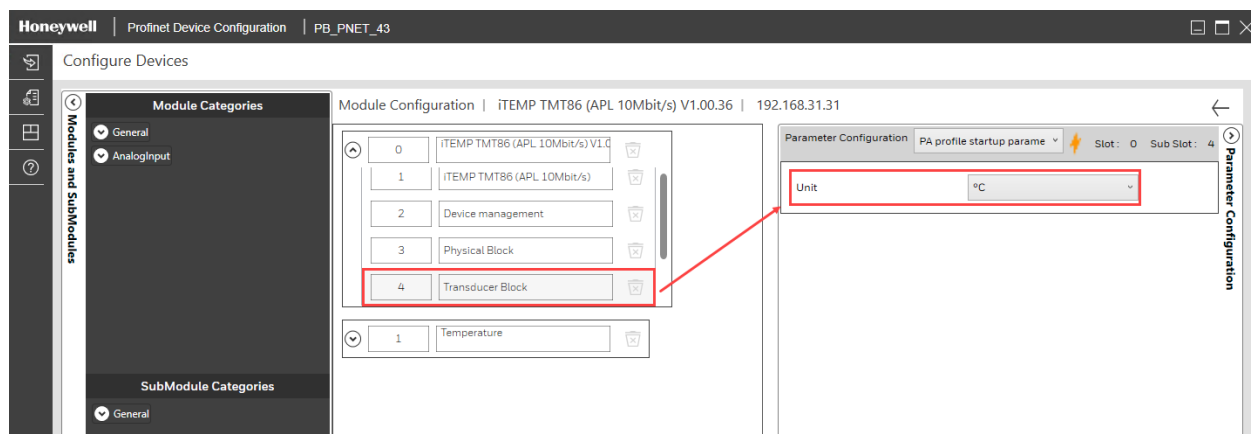 Honeywell | Profinet Device Configuration | PB_PNET_43
Configure Devices
Modules and SubModules
Module Categories
General
AnalogInput
SubModule Categories
General
Module Configuration | iTEMP TMT86 (APL 10Mbit/s) V1.00.36 | 192.168.31.31
0 iTEMP TMT86 (APL 10Mbit/s) V1.0
1 iTEMP TMT86 (APL 10Mbit/s)
2 Device management
3 Physical Block
4 Transducer Block
1 Temperature
Parameter Configuration PA profile startup parame Slot: 0 Sub Slot: 4
Unit °C
Parameter Configuration